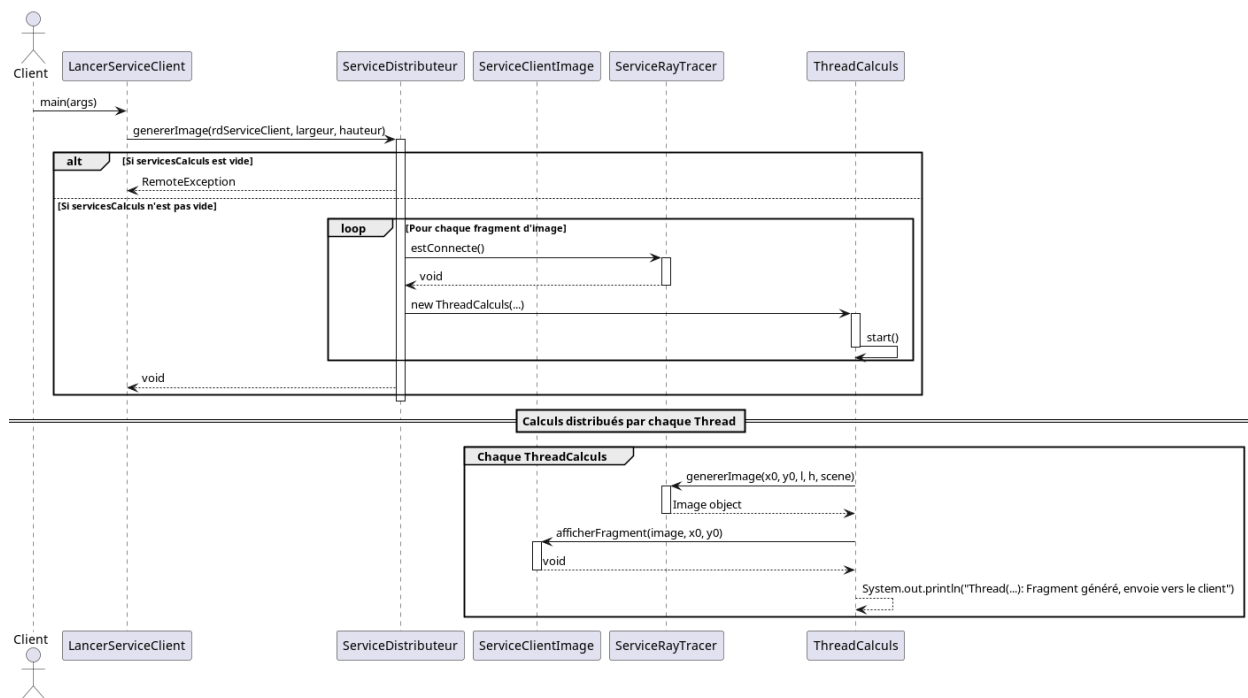 Client
LancerServiceClient
ServiceDistributeur
ServiceClientImage
ServiceRayTracer
ThreadCalculs
main(args)
genererImage(rdServiceClient, largeur, hauteur)
alt [Si servicesCalculs est vide]
RemoteException
[Si servicesCalculs n'est pas vide]
loop [Pour chaque fragment d'image]
estConnecte()
void
new ThreadCalculs(...)
start()
void
Calculs distribués par chaque Thread
Chaque ThreadCalculs
genererImage(x0, y0, l, h, scene)
Image object
afficherFragment(image, x0, y0)
void
System.out.println("Thread(...): Fragment généré, envoie vers le client")
Client
LancerServiceClient
ServiceDistributeur
ServiceClientImage
ServiceRayTracer
ThreadCalculs